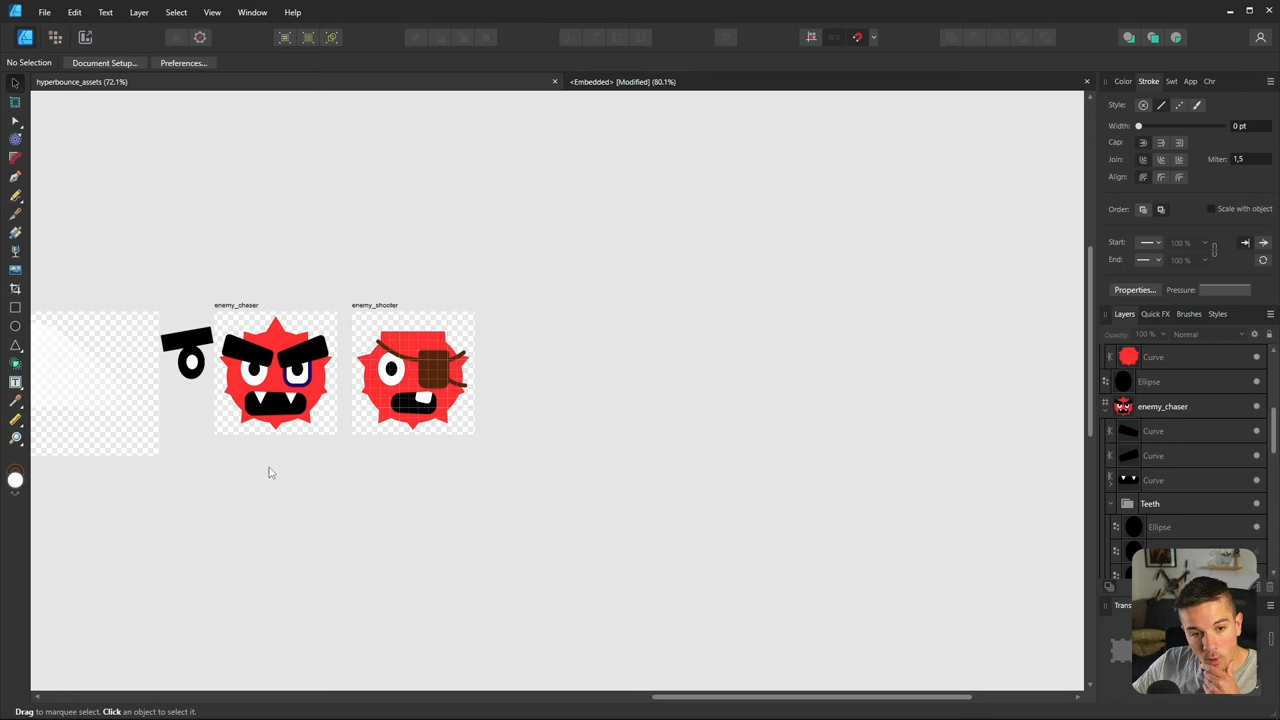 File Edit Text Layer Select View Window Help
No Selection Document Setup... Preferences...
hyperbounce_assets (72.1%)
<Embedded> [Modified] (80.1%)
enemy_chaser
enemy_shooter
Color Stroke Swt App Chr
Style:
Width: 0 pt
Cap:
Join: Miter: 1,5
Align:
Order: Scale with object
Start: 100 %
End: 100 %
Properties... Pressure:
Layers Quick FX Brushes Styles
Opacity: 100 % Normal
Curve
Ellipse
enemy_chaser
Curve
Curve
Curve
Teeth
Ellipse
Drag to marquee select. Click an object to select it.